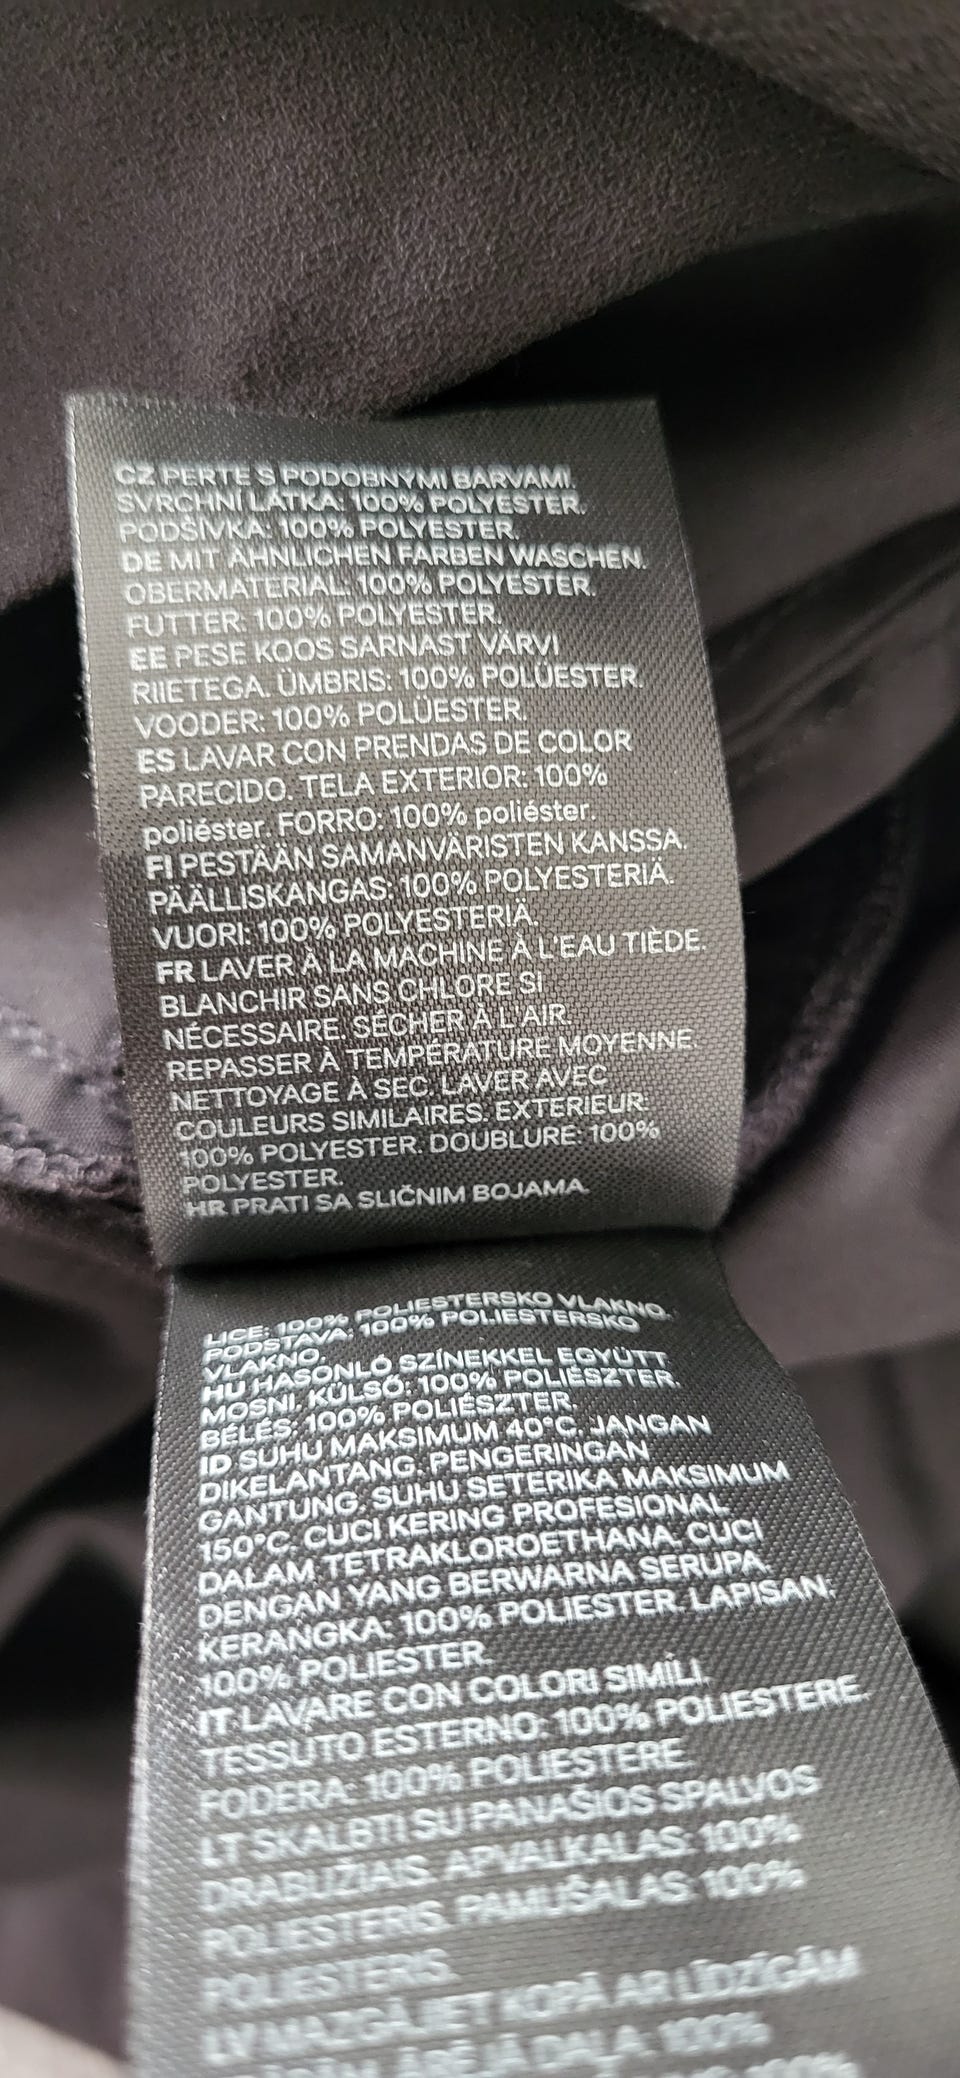 CZ PERTE S PODOBNÝMI BARVAMI.
SVRCHNI LÁTKA: 100% POLYESTER.
PODŠÍVKA: 100% POLYESTER.
DE MIT ÄHNLICHEN FARBEN WASCHEN.
OBERMATERIAL: 100% POLYESTER.
FUTTER: 100% POLYESTER.
EE PESE KOOS SARNAST VÄRVI
RIIETEGA. ÜMBRIS: 100% POLÜESTER.
VOODER: 100% POLÜESTER.
ES LAVAR CON PRENDAS DE COLOR
PARECIDO. TELA EXTERIOR: 100%
poliéster. FORRO: 100% poliéster.
FI PESTÄÄN SAMANVÄRISTEN KANSSA.
PÄÄLLISKANGAS: 100% POLYESTERIÄ.
VUORI: 100% POLYESTERIÄ.
FR LAVER À LA MACHINE À L'EAU TIÈDE.
BLANCHIR SANS CHLORE SI
NÉCESSAIRE. SÉCHER À L'AIR.
REPASSER À TEMPÉRATURE MOYENNE
NETTOYAGE À SEC. LAVER AVEC
COULEURS SIMILAIRES. EXTERIEUR:
100% POLYESTER. DOUBLURE: 100%
POLYESTER.
HR PRATI SA SLIČNIM BOJAMA.
LICE: 100% POLIESTERSKO VLAKNO.
PODSTAVA: 100% POLIESTERSKO
VLAKNO.
HU HASONLÓ SZÍNEKKEL EGYÜTT
MOSNI. KÜLSŐ: 100% POLIÉSZTER
BÉLÉS: 100% POLIÉSZTER
ID SUHU MAKSIMUM 40°C. JANGAN
DIKELANTANG. PENGERINGAN
GANTUNG. SUHU SETERIKA MAKSIMUM
150°C. CUCI KERING PROFESIONAL
DALAM TETRAKLOROETHANA. CUCI
DENGAN YANG BERWARNA SERUPA
KERANGKA: 100% POLIESTER. LAPISAN:
100% POLIESTER.
IT LAVARE CON COLORI SIMILI.
TESSUTO ESTERNO: 100% POLIESTERE.
FODERA: 100% POLIESTERE.
LT SKALBTI SU PANAŠIOS SPALVOS
DRABUŽIAIS. APVALKALAS: 100%
POLIESTERIS. PAMUŠALAS: 100%
POLIESTERIS.
LV MAZGĀJIET KOPĀ AR LĪDZĪGĀM
ĀRĒJĀ DAĻA: 100%